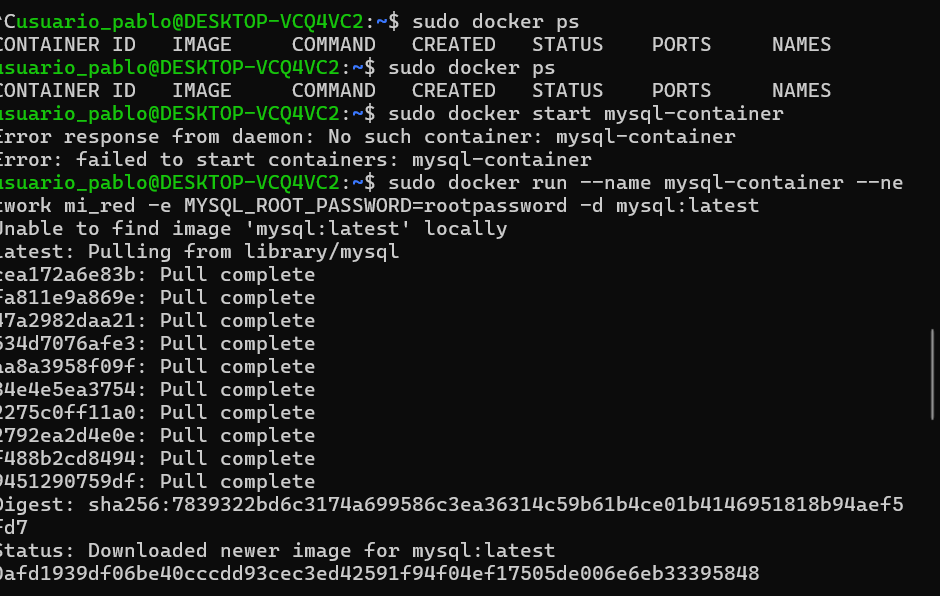 ^Cusuario_pablo@DESKTOP-VCQ4VC2:~$ sudo docker ps
CONTAINER ID IMAGE COMMAND CREATED STATUS PORTS NAMES
usuario_pablo@DESKTOP-VCQ4VC2:~$ sudo docker ps
CONTAINER ID IMAGE COMMAND CREATED STATUS PORTS NAMES
usuario_pablo@DESKTOP-VCQ4VC2:~$ sudo docker start mysql-container
Error response from daemon: No such container: mysql-container
Error: failed to start containers: mysql-container
usuario_pablo@DESKTOP-VCQ4VC2:~$ sudo docker run --name mysql-container --ne
twork mi_red -e MYSQL_ROOT_PASSWORD=rootpassword -d mysql:latest
Unable to find image 'mysql:latest' locally
latest: Pulling from library/mysql
cea172a6e83b: Pull complete
fa811e9a869e: Pull complete
47a2982daa21: Pull complete
Pull complete
aa8a3958f09f: Pull complete
Pull complete
2275c0ff11a0: Pull complete
2792ea2d4e0e: Pull complete
f488b2cd8494: Pull complete
9451290759df: Pull complete
Digest: sha256:7839322bd6c3174a699586c3ea36314c59b61b4ce01b4146951818b94aef5
fd7
Status: Downloaded newer image for mysql:latest
0afd1939df06be40cccdd93cec3ed42591f94f04ef17505de006e6eb33395848